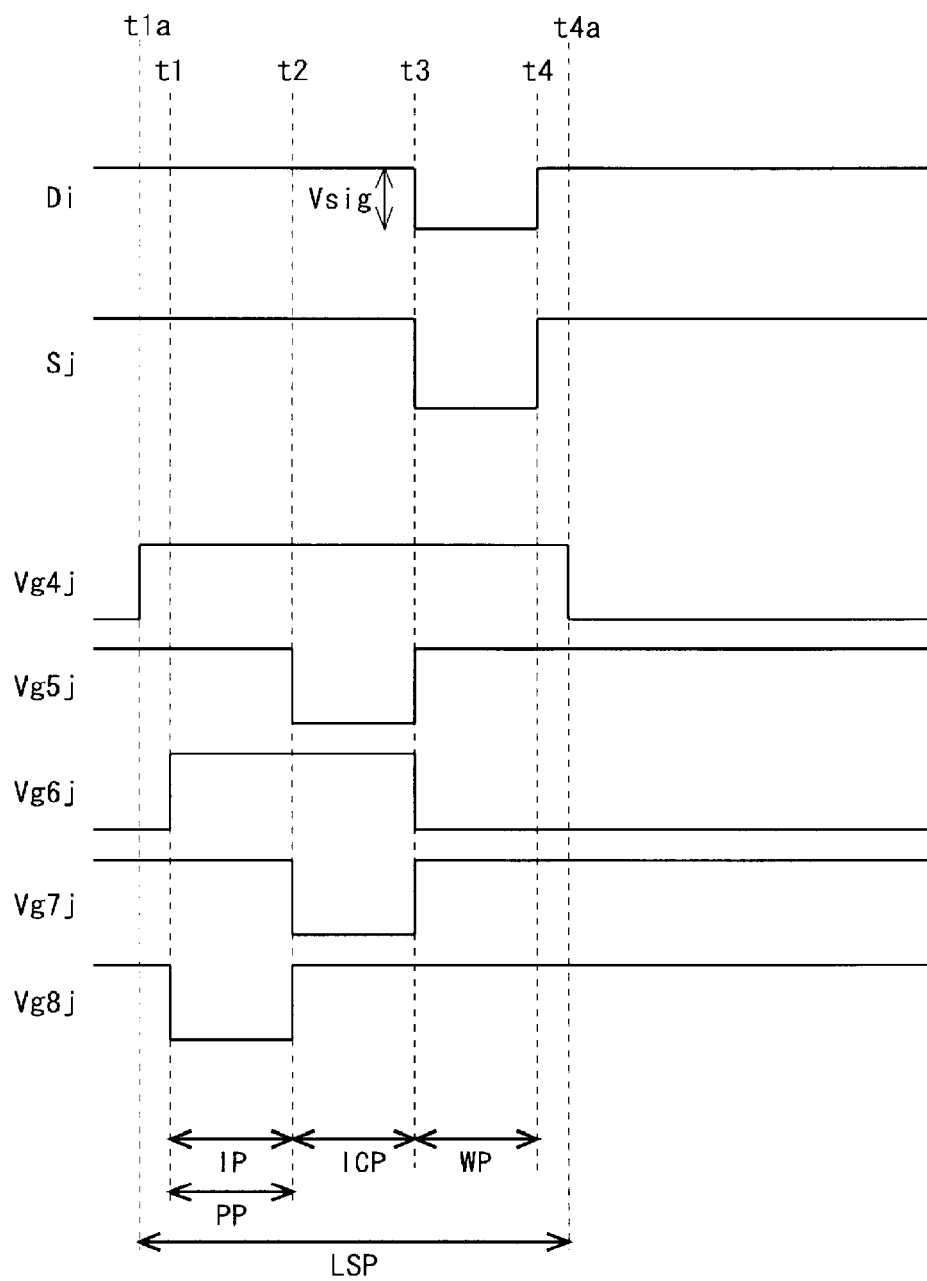 t1a t4a
t1 t2 t3 t4
Di
Vsig
Sj
Vg4j
Vg5j
Vg6j
Vg7j
Vg8j
IP ICP WP
PP
LSP